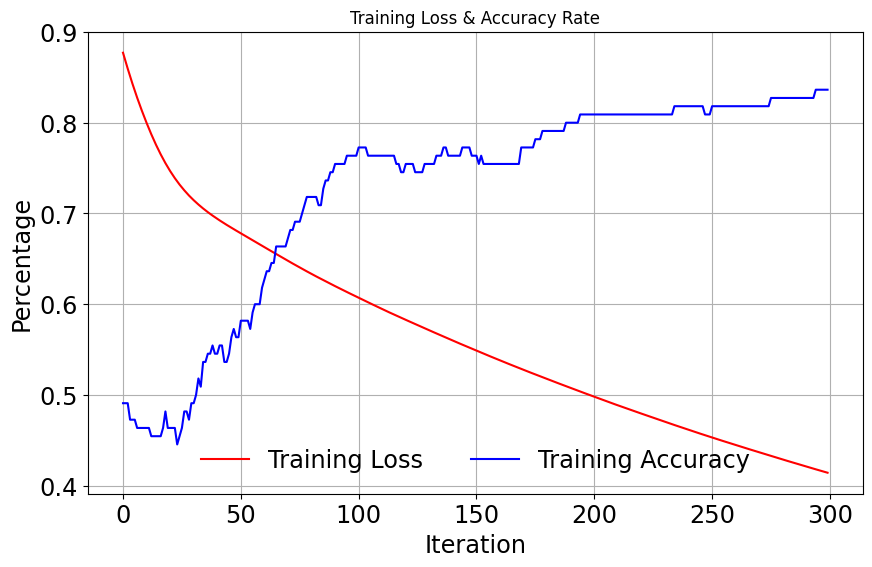 Training Loss & Accuracy Rate
0.9
0.8
0.7
0.6
0.5
0.4
Percentage
Training Loss
Training Accuracy
0 50 100 150 200 250 300
Iteration